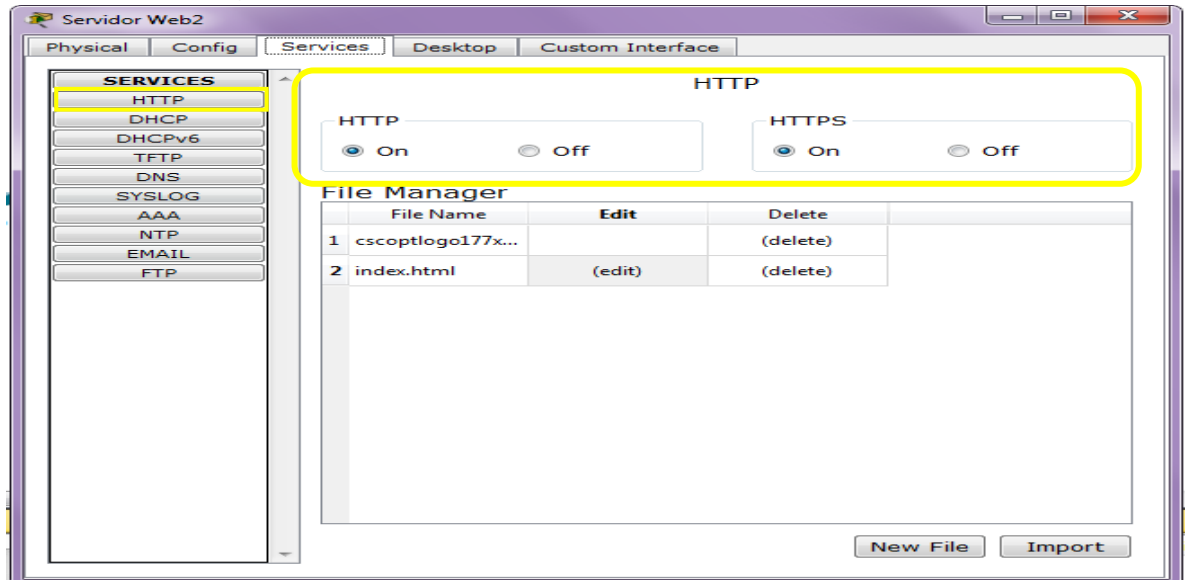 Servidor Web2
Physical Config Services Desktop Custom Interface
SERVICES
HTTP
DHCP
DHCPv6
TFTP
DNS
SYSLOG
AAA
NTP
EMAIL
FTP
HTTP
HTTP HTTPS
On Off On Off
File Manager
File Name Edit Delete
1 cscoptlogo177x... (delete)
2 index.html (edit) (delete)
New File Import